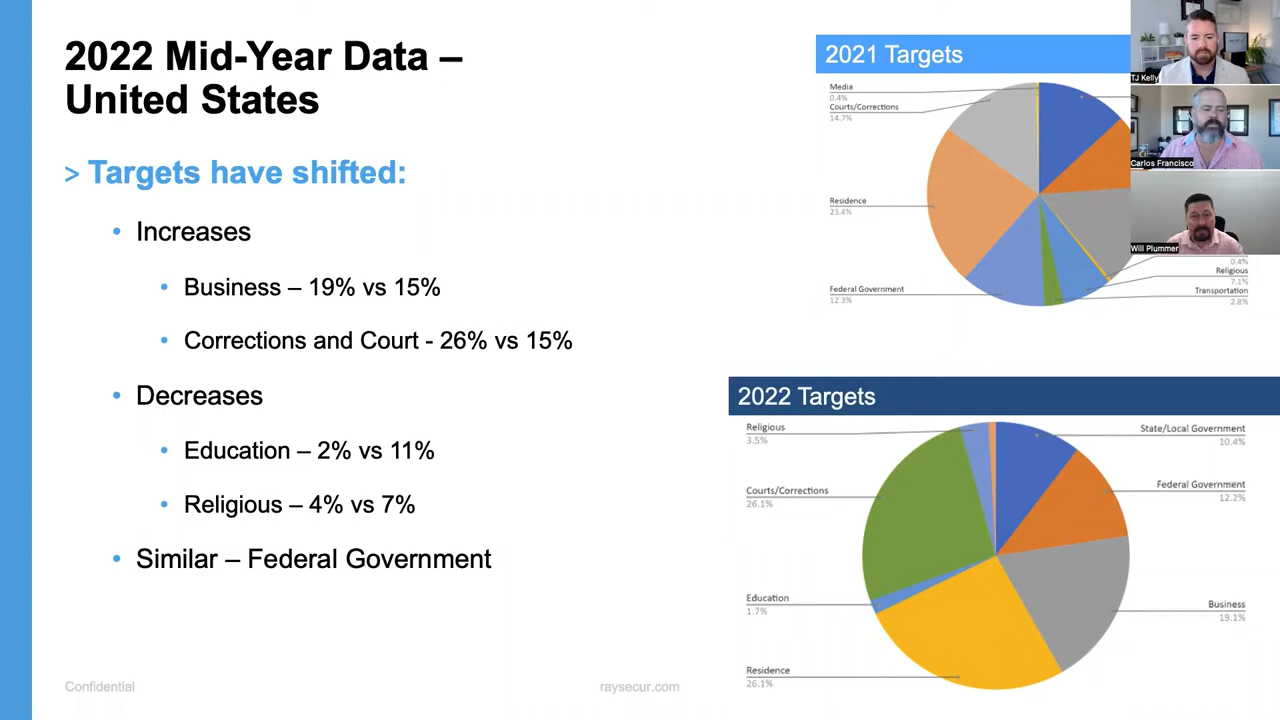 2022 Mid-Year Data –
United States
> Targets have shifted:
• Increases
• Business – 19% vs 15%
• Corrections and Court - 26% vs 15%
• Decreases
• Education – 2% vs 11%
• Religious – 4% vs 7%
• Similar – Federal Government
Confidential
raysecur.com
2021 Targets
Media
0.4%
Courts/Corrections
14.7%
Residence
23.4%
Federal Government
12.3%
0.4%
Religious
7.1%
Transportation
2.8%
TJ Kelly
Carlos Francisco
Will Plummer
2022 Targets
Religious
3.5%
Courts/Corrections
26.1%
Education
1.7%
Residence
26.1%
State/Local Government
10.4%
Federal Government
12.2%
Business
19.1%